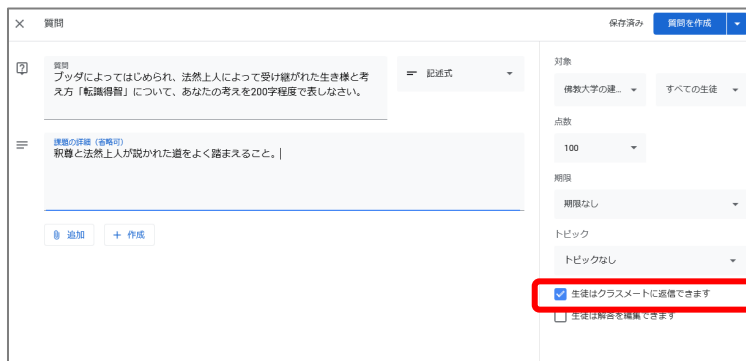 質問
保存済み
質問を作成
質問
ブッダによってはじめられ、法然上人によって受け継がれた生き様と考
え方「転識得智」について、あなたの考えを200字程度で表しなさい。
記述式
課題の詳細（省略可）
釈尊と法然上人が説かれた道をよく踏まえること。
追加
作成
対象
佛教大学の建...
すべての生徒
点数
100
期限
期限なし
トピック
トピックなし
生徒はクラスメートに返信できます
生徒は解答を編集できます